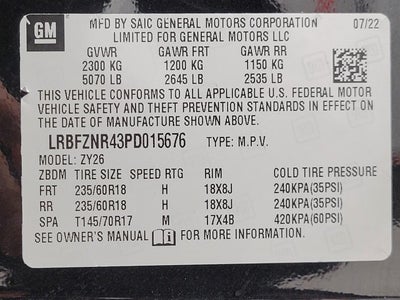 GM
MFD BY SAIC GENERAL MOTORS CORPORATION 07/22
LIMITED FOR GENERAL MOTORS LLC
GVWR GAWR FRT GAWR RR
2300 KG 1200 KG 1150 KG
5070 LB 2645 LB 2535 LB
THIS VEHICLE CONFORMS TO ALL APPLICABLE U.S. FEDERAL MOTOR
VEHICLE SAFETY AND THEFT PREVENTION STANDARDS IN EFFECT ON
THE DATE OF MANUFACTURE SHOWN ABOVE.
LRBFZNR43PD015676 TYPE: M.P.V.
MODEL: ZY26
ZBDM TIRE SIZE SPEED RTG RIM COLD TIRE PRESSURE
FRT 235/60R18 H 18X8J 240KPA(35PSI)
RR 235/60R18 H 18X8J 240KPA(35PSI)
SPA T145/70R17 M 17X4B 420KPA(60PSI)
SEE OWNER'S MANUAL FOR MORE INFORMATION.